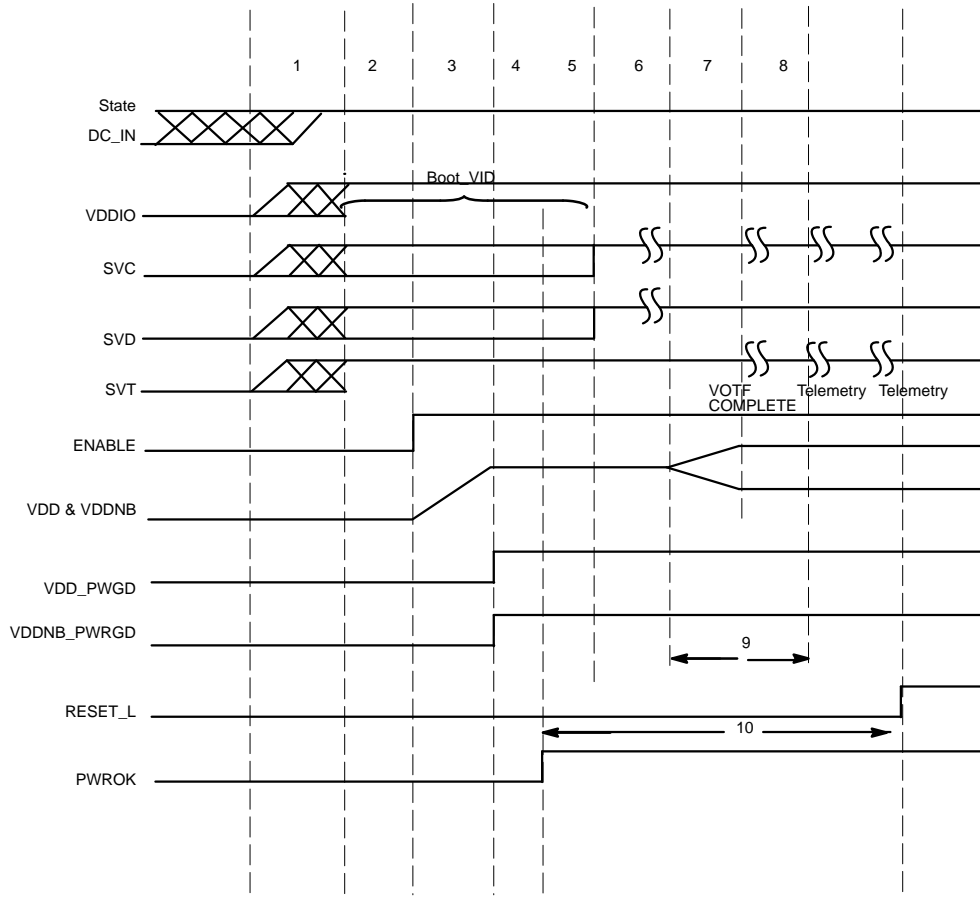 1 2 3 4 5 6 7 8
State
DC_IN
Boot_VID
VDDIO
SVC
SVD
SVT
VOTF
COMPLETE
Telemetry
Telemetry
ENABLE
VDD & VDDNB
VDD_PWGD
VDDNB_PWRGD
9
RESET_L
10
PWROK